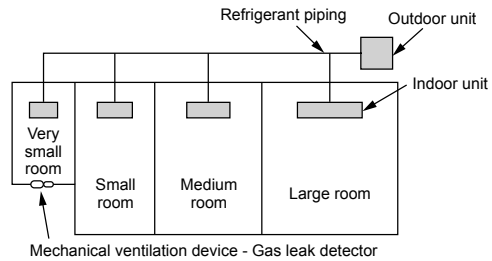 Refrigerant piping
Outdoor unit
Indoor unit
Very
small
room
Small
room
Medium
room
Large room
Mechanical ventilation device - Gas leak detector